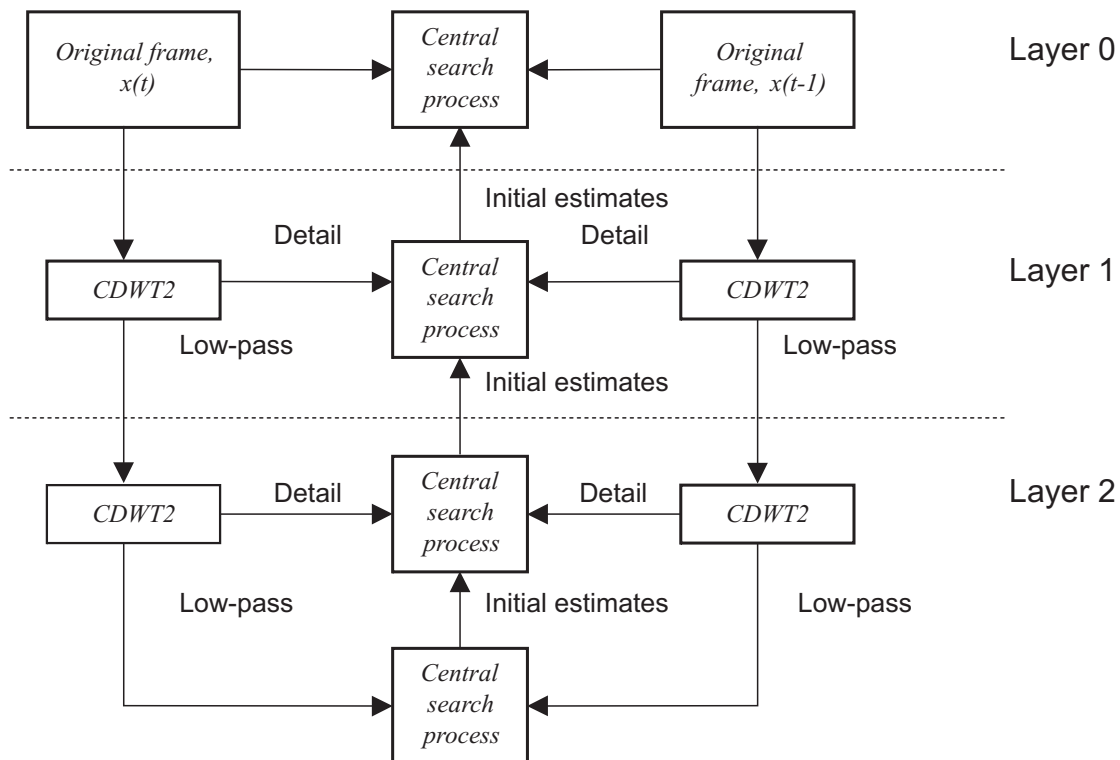 Original frame,
x(t)
Central
search
process
Original
frame, x(t-1)
Layer 0
Initial estimates
Detail
Detail
CDWT2
Central
search
process
CDWT2
Layer 1
Low-pass
Low-pass
Initial estimates
CDWT2
Detail
Central
search
process
Detail
CDWT2
Layer 2
Low-pass
Initial estimates
Low-pass
Central
search
process